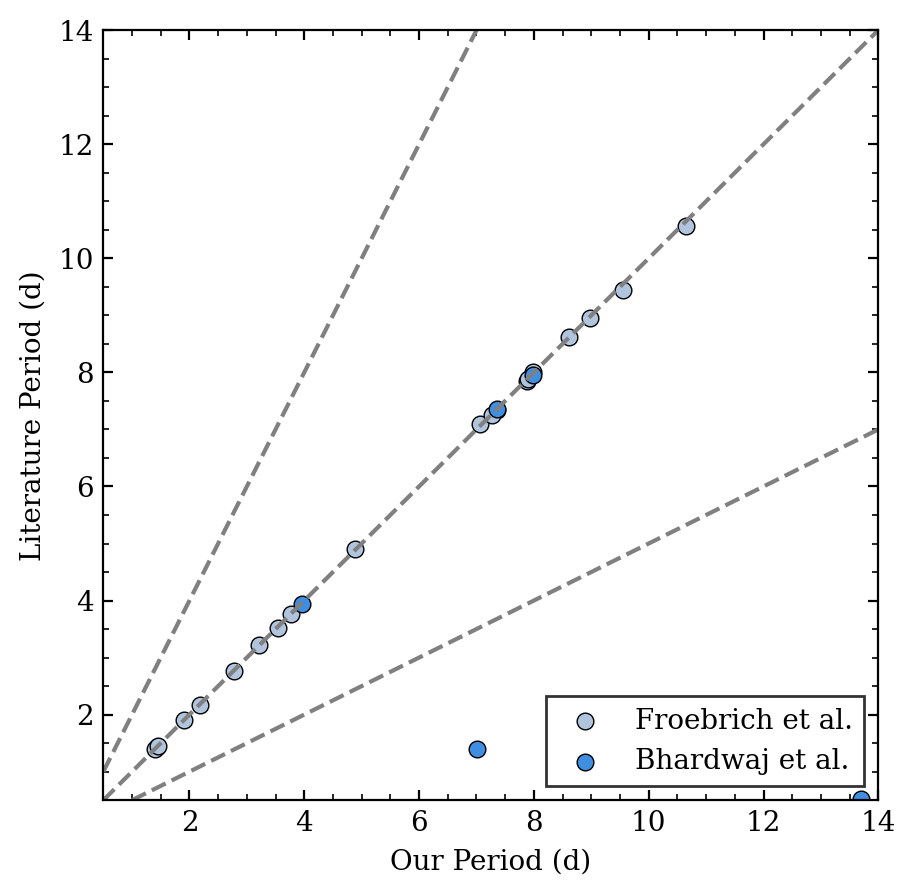 14
12
10
8
6
4
2
Literature Period (d)
Froebrich et al.
Bhardwaj et al.
2 4 6 8 10 12 14
Our Period (d)